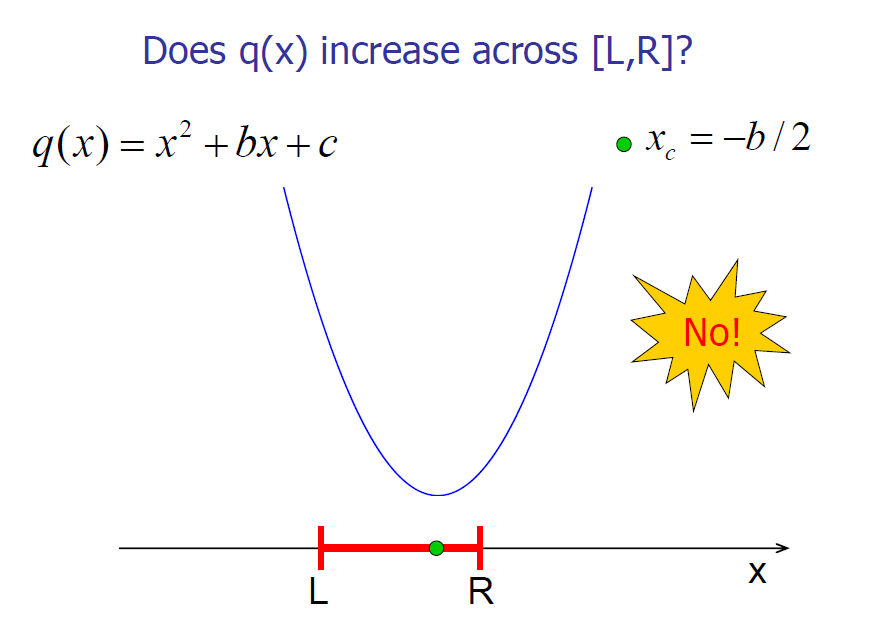 Does q(x) increase across [L,R]?
q(x) = x² + bx + c
x_c = −b / 2
No!
L
R
x